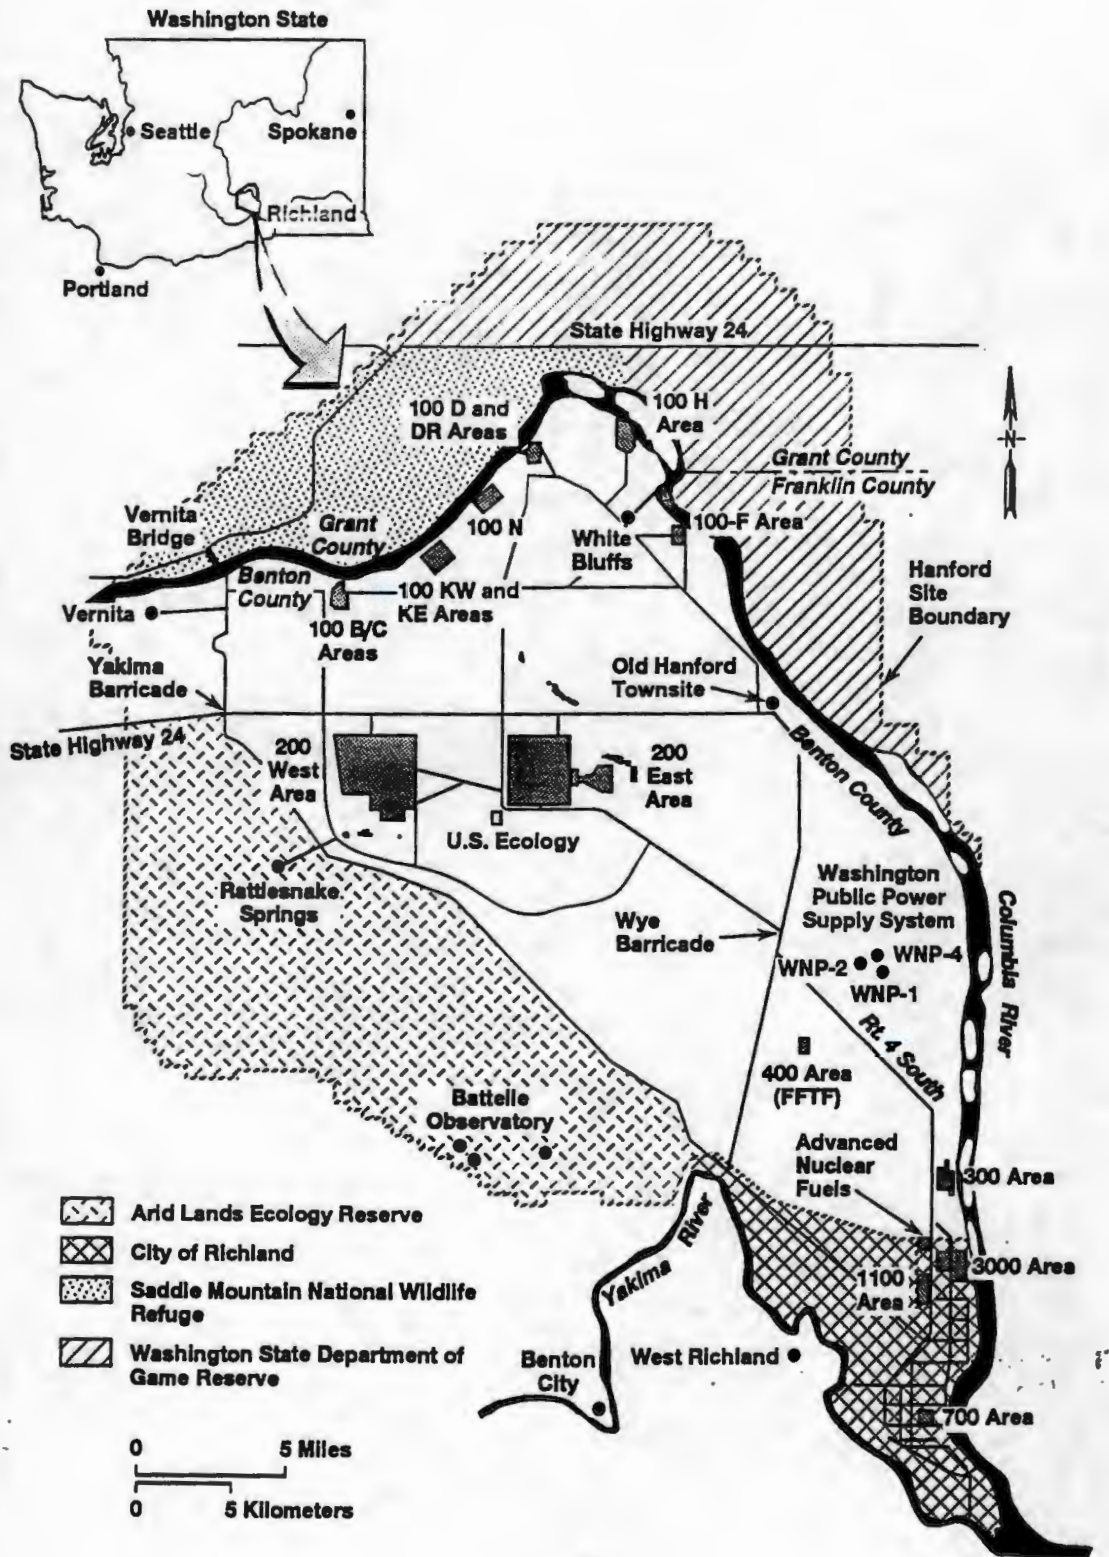 Washington State
Seattle
Spokane
Richland
Portland
State Highway 24
100 D and
DR Areas
100 H
Area
N
Grant County
Franklin County
Vernita
Bridge
Grant
County
100 N
White
Bluffs
100-F Area
Hanford
Site
Boundary
Benton
County
Vernita
100 KW and
KE Areas
100 B/C
Areas
Yakima
Barricade
Old Hanford
Townsite
State Highway 24
200
West
Area
200
East
Area
Benton County
U.S. Ecology
Rattlesnake
Springs
Washington
Public Power
Supply System
Columbia River
Wye
Barricade
WNP-4
WNP-2
WNP-1
Rt. 4 South
400 Area
(FFTF)
Battelle
Observatory
Advanced
Nuclear
Fuels
300 Area
Arid Lands Ecology Reserve
City of Richland
Saddle Mountain National Wildlife
Refuge
Washington State Department of
Game Reserve
Yakima River
1100
Area
3000 Area
Benton
City
West Richland
700 Area
0 5 Miles
0 5 Kilometers